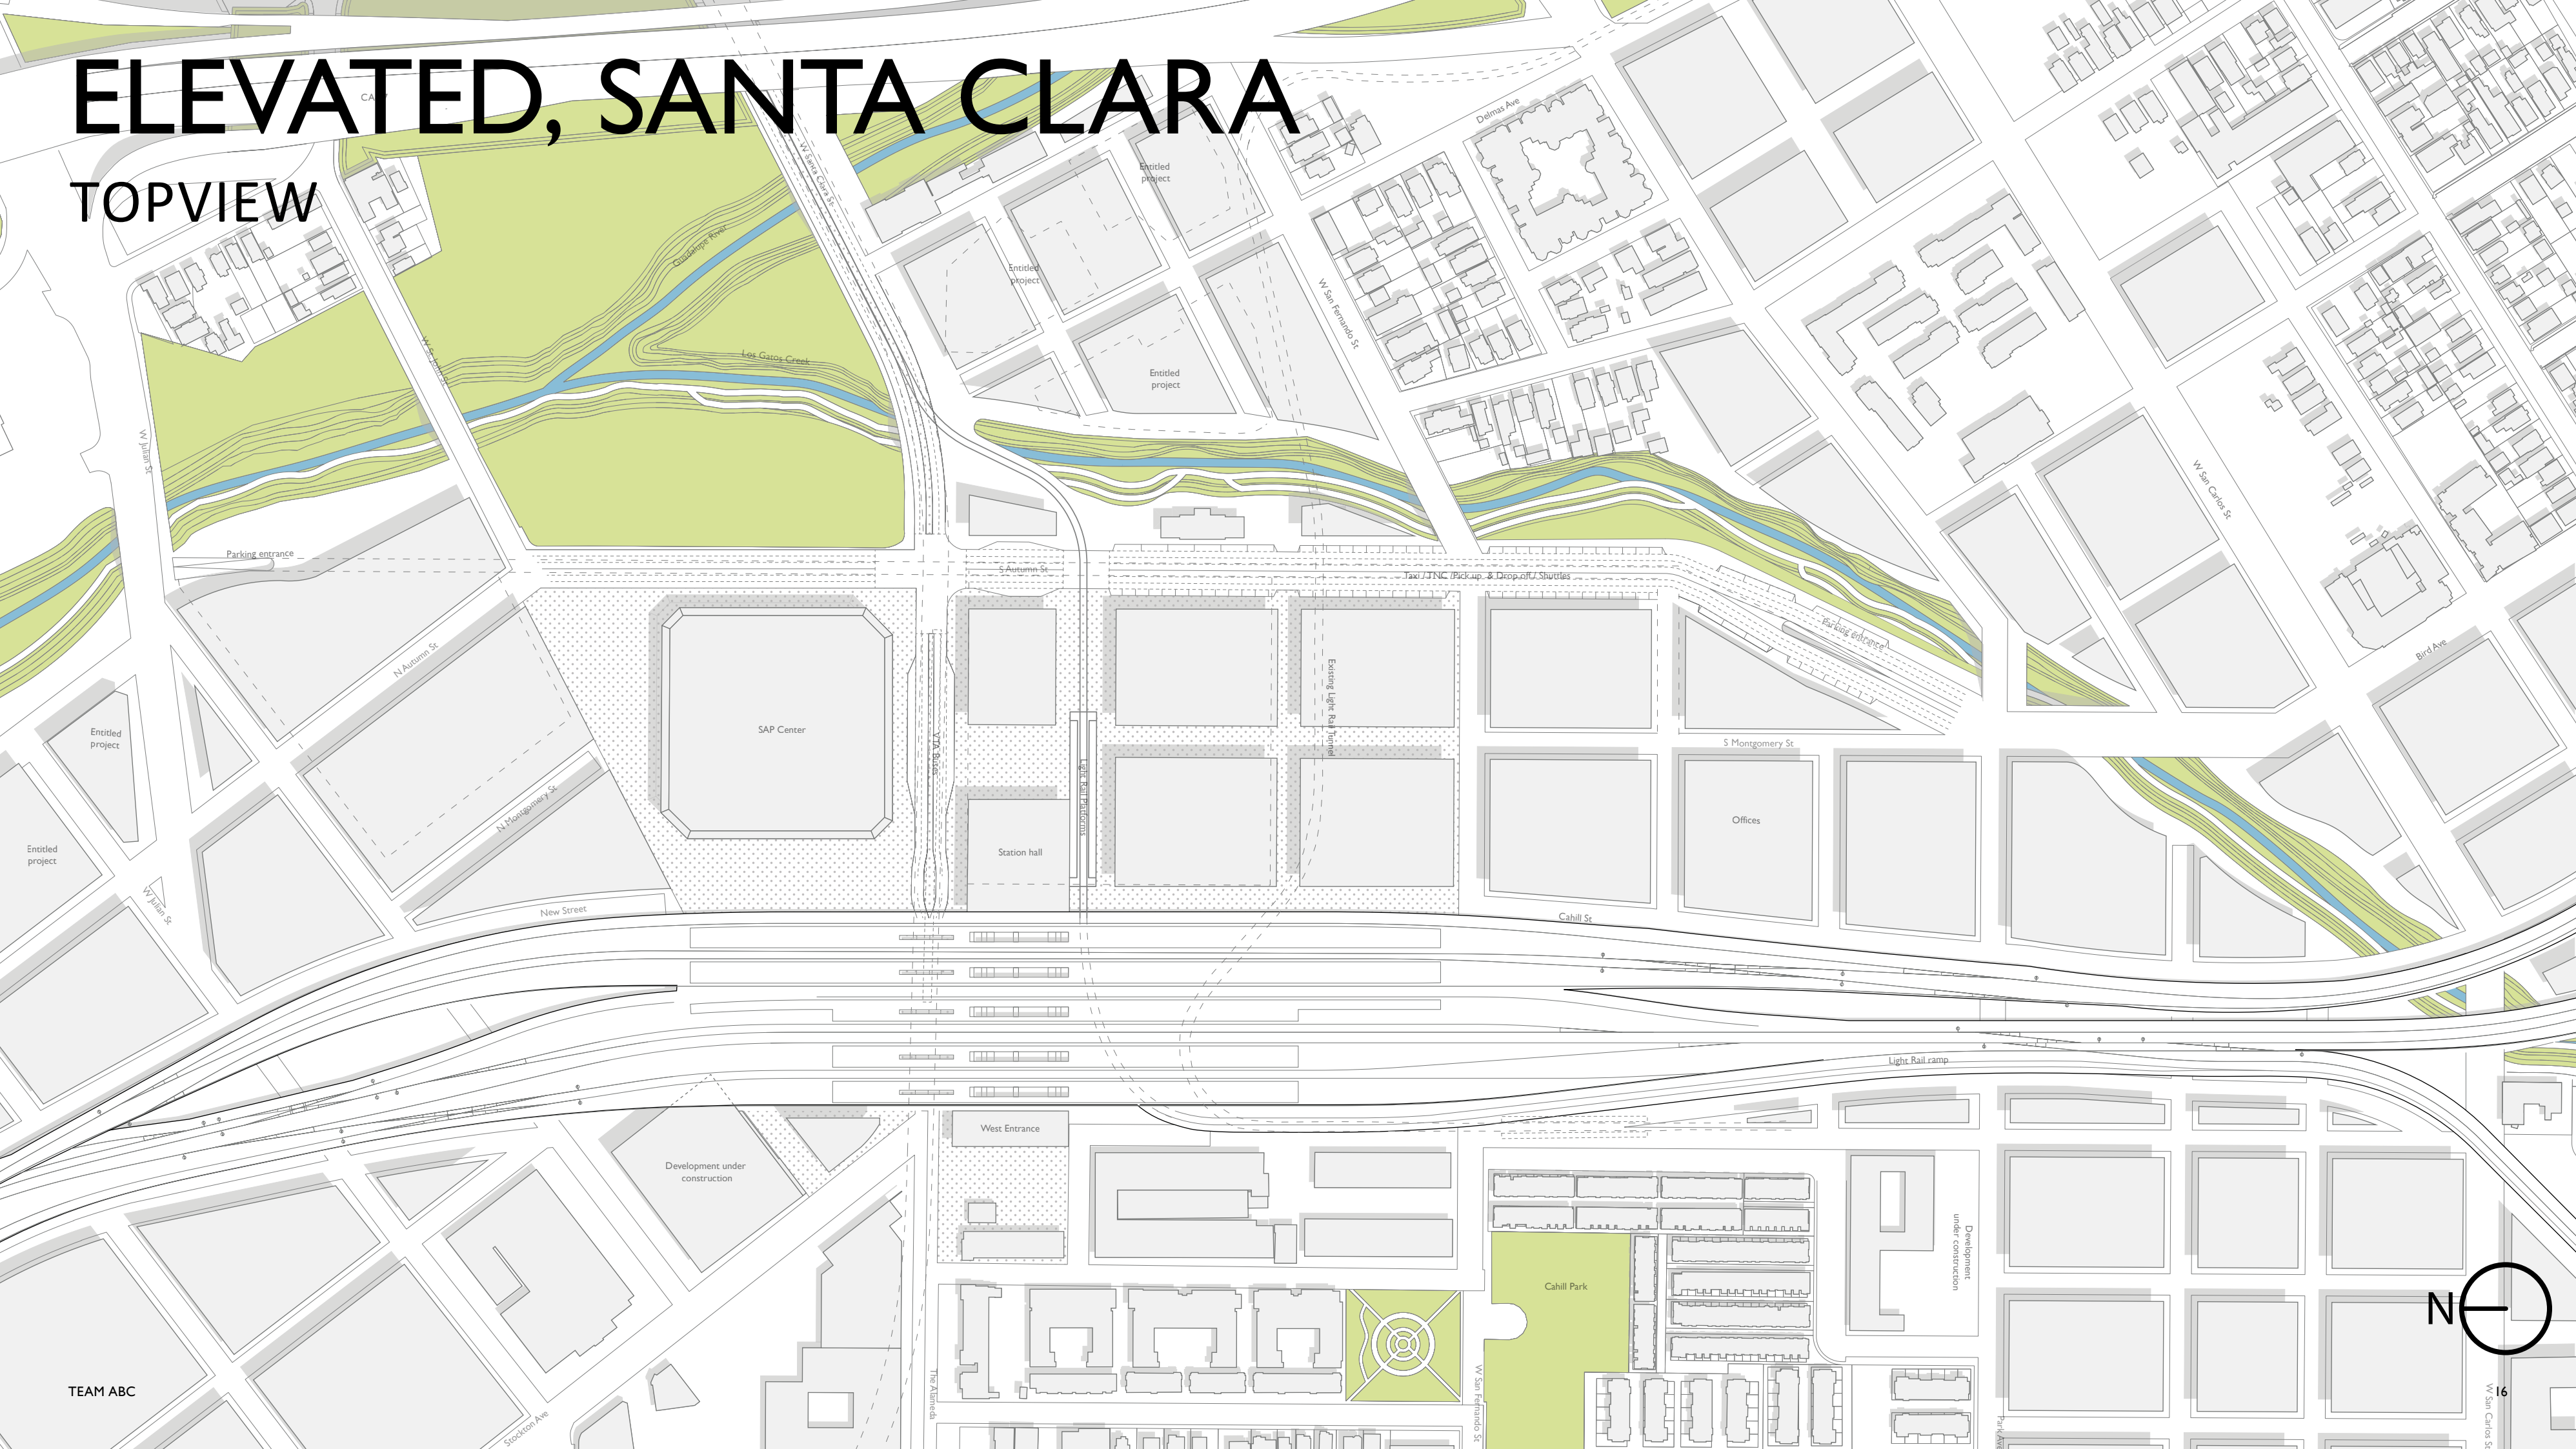 ELEVATED, SANTA CLARA
TOPVIEW
Delmas Ave
W Santa Clara St
Entitled
project
Guadalupe River
Entitled
project
W San Fernando St
W St John St
Los Gatos Creek
Entitled
project
W Julian St
W San Carlos St
Parking entrance
S Autumn St
Taxi / TNC /Pick up & Drop off / Shuttles
Parking entrance
N Autumn St
Bird Ave
Existing Light Rail Tunnel
Entitled
project
SAP Center
VTA Buses
S Montgomery St
Light Rail Platforms
N Montgomery St
Offices
Entitled
project
Station hall
W Julian St
New Street
Cahill St
Light Rail ramp
West Entrance
Development under
construction
Development
under construction
Cahill Park
N
The Alameda
W San Fernando St
TEAM ABC
16
Stockton Ave
W San Carlos St